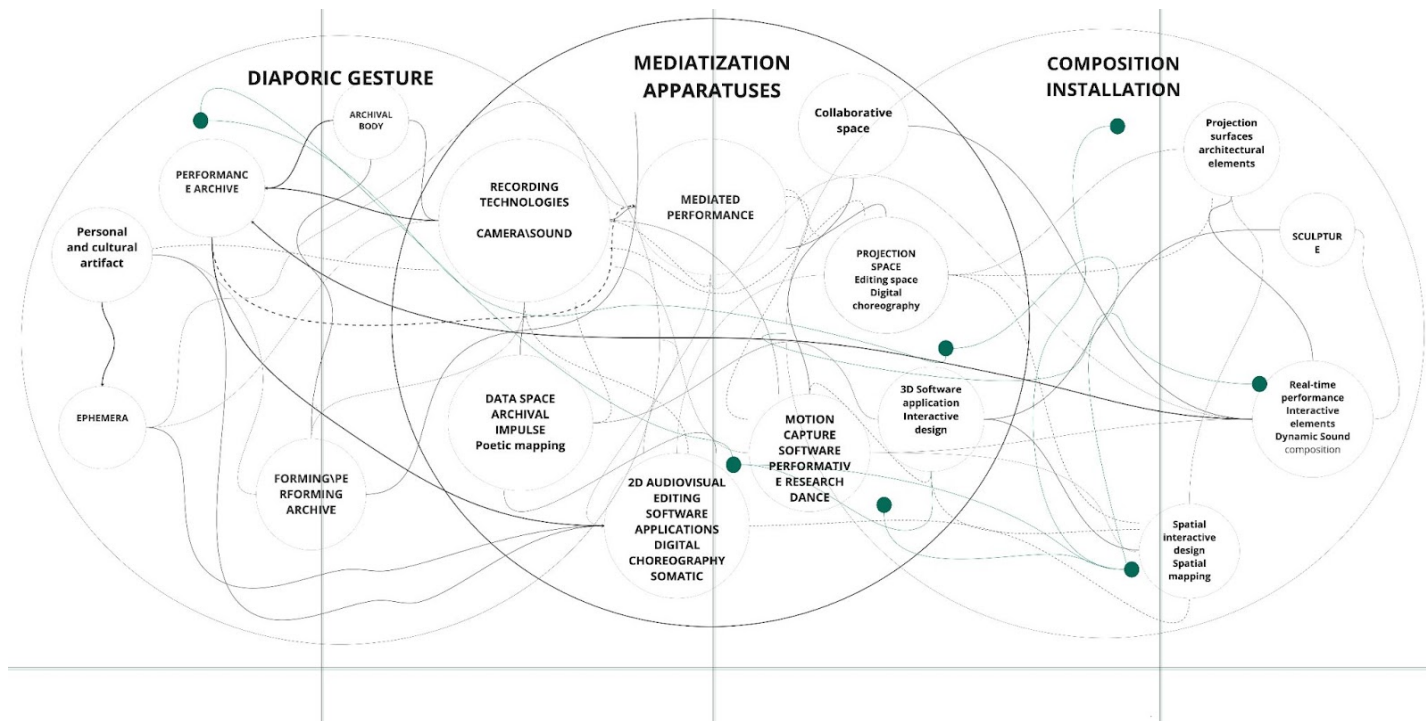 DIAPORIC GESTURE
ARCHIVAL
BODY
PERFORMANC
E ARCHIVE
Personal
and cultural
artifact
EPHEMERA
FORMING\PE
RFORMING
ARCHIVE
MEDIATIZATION
APPARATUSES
Collaborative
space
RECORDING
TECHNOLOGIES
CAMERA\SOUND
MEDIATED
PERFORMANCE
PROJECTION
SPACE
Editing space
Digital
choreography
DATA SPACE
ARCHIVAL
IMPULSE
Poetic mapping
3D Software
application
Interactive
design
MOTION
CAPTURE
SOFTWARE
PERFORMATIV
E RESEARCH
DANCE
2D AUDIOVISUAL
EDITING
SOFTWARE
APPLICATIONS
DIGITAL
CHOREOGRAPHY
SOMATIC
COMPOSITION
INSTALLATION
Projection
surfaces
architectural
elements
SCULPTUR
E
Real-time
performance
Interactive
elements
Dynamic Sound
composition
Spatial
interactive
design
Spatial
mapping